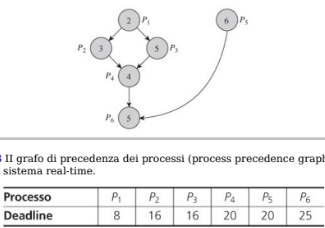 2 P1 6 P5
P2 3 5 P3
P4 4
P6 5
3 Il grafo di precedenza dei processi (process precedence graph
sistema real-time.
Processo P1 P2 P3 P4 P5 P6
Deadline 8 16 16 20 20 25